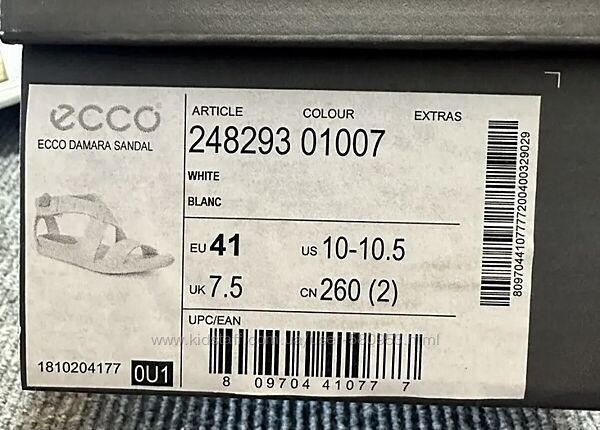 ecco
ECCO DAMARA SANDAL
ARTICLE COLOUR EXTRAS
248293 01007
WHITE
BLANC
EU 41 US 10-10.5
UK 7.5 CN 260 (2)
UPC/EAN
8 09704 41077 7
1810204177 0U1
8097044107777200400329029